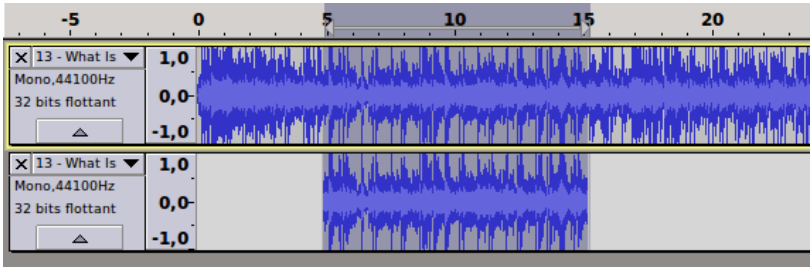 -5 0 5 10 15 20
13 - What Is
Mono,44100Hz
32 bits flottant
1,0
0,0-
-1,0
13 - What Is
Mono,44100Hz
32 bits flottant
1,0
0,0-
-1,0